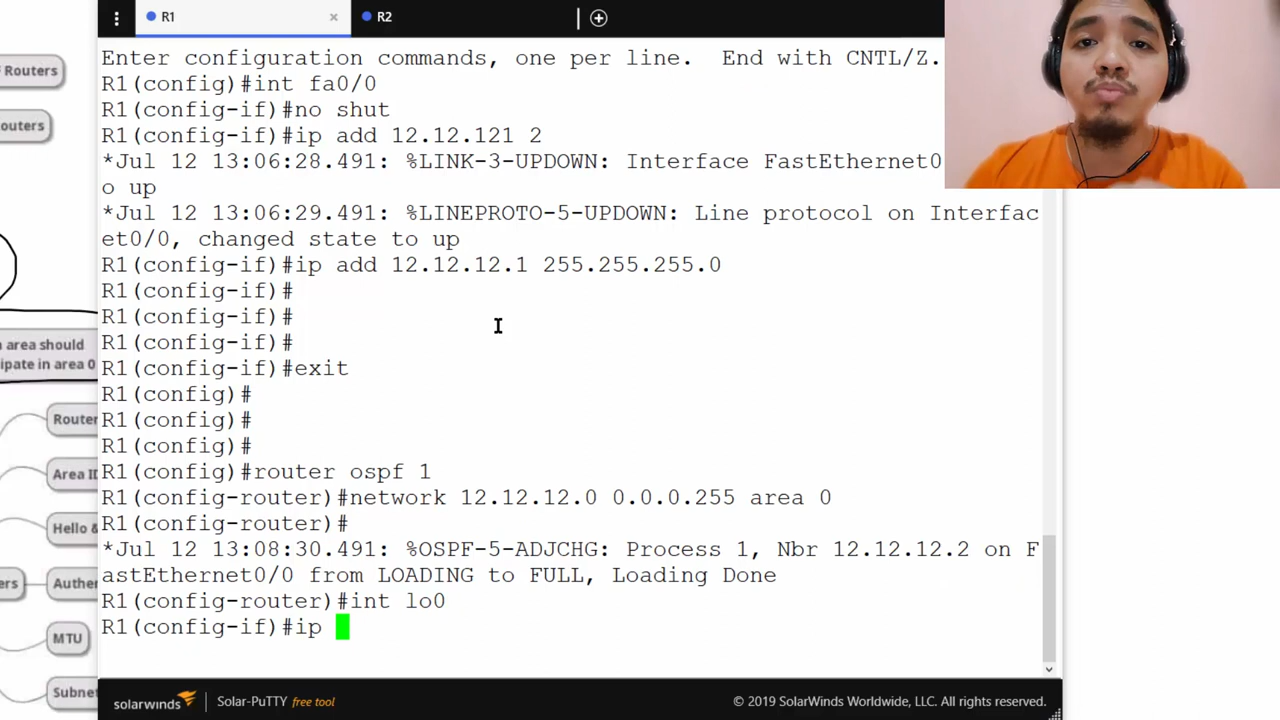 R1
R2
Routers
outers
Enter configuration commands, one per line.  End with CNTL/Z.
R1(config)#int fa0/0
R1(config-if)#no shut
R1(config-if)#ip add 12.12.121 2
*Jul 12 13:06:28.491: %LINK-3-UPDOWN: Interface FastEthernet0
o up
*Jul 12 13:06:29.491: %LINEPROTO-5-UPDOWN: Line protocol on Interfac
et0/0, changed state to up
R1(config-if)#ip add 12.12.12.1 255.255.255.0
R1(config-if)#
R1(config-if)#
R1(config-if)#
R1(config-if)#exit
R1(config)#
R1(config)#
R1(config)#
R1(config)#router ospf 1
R1(config-router)#network 12.12.12.0 0.0.0.255 area 0
R1(config-router)#
*Jul 12 13:08:30.491: %OSPF-5-ADJCHG: Process 1, Nbr 12.12.12.2 on F
astEthernet0/0 from LOADING to FULL, Loading Done
R1(config-router)#int lo0
R1(config-if)#ip
area should
ipate in area 0
Router
Area ID
Hello &
ers
Authen
MTU
Subnet
solarwinds
Solar-PuTTY free tool
© 2019 SolarWinds Worldwide, LLC. All rights reserved.